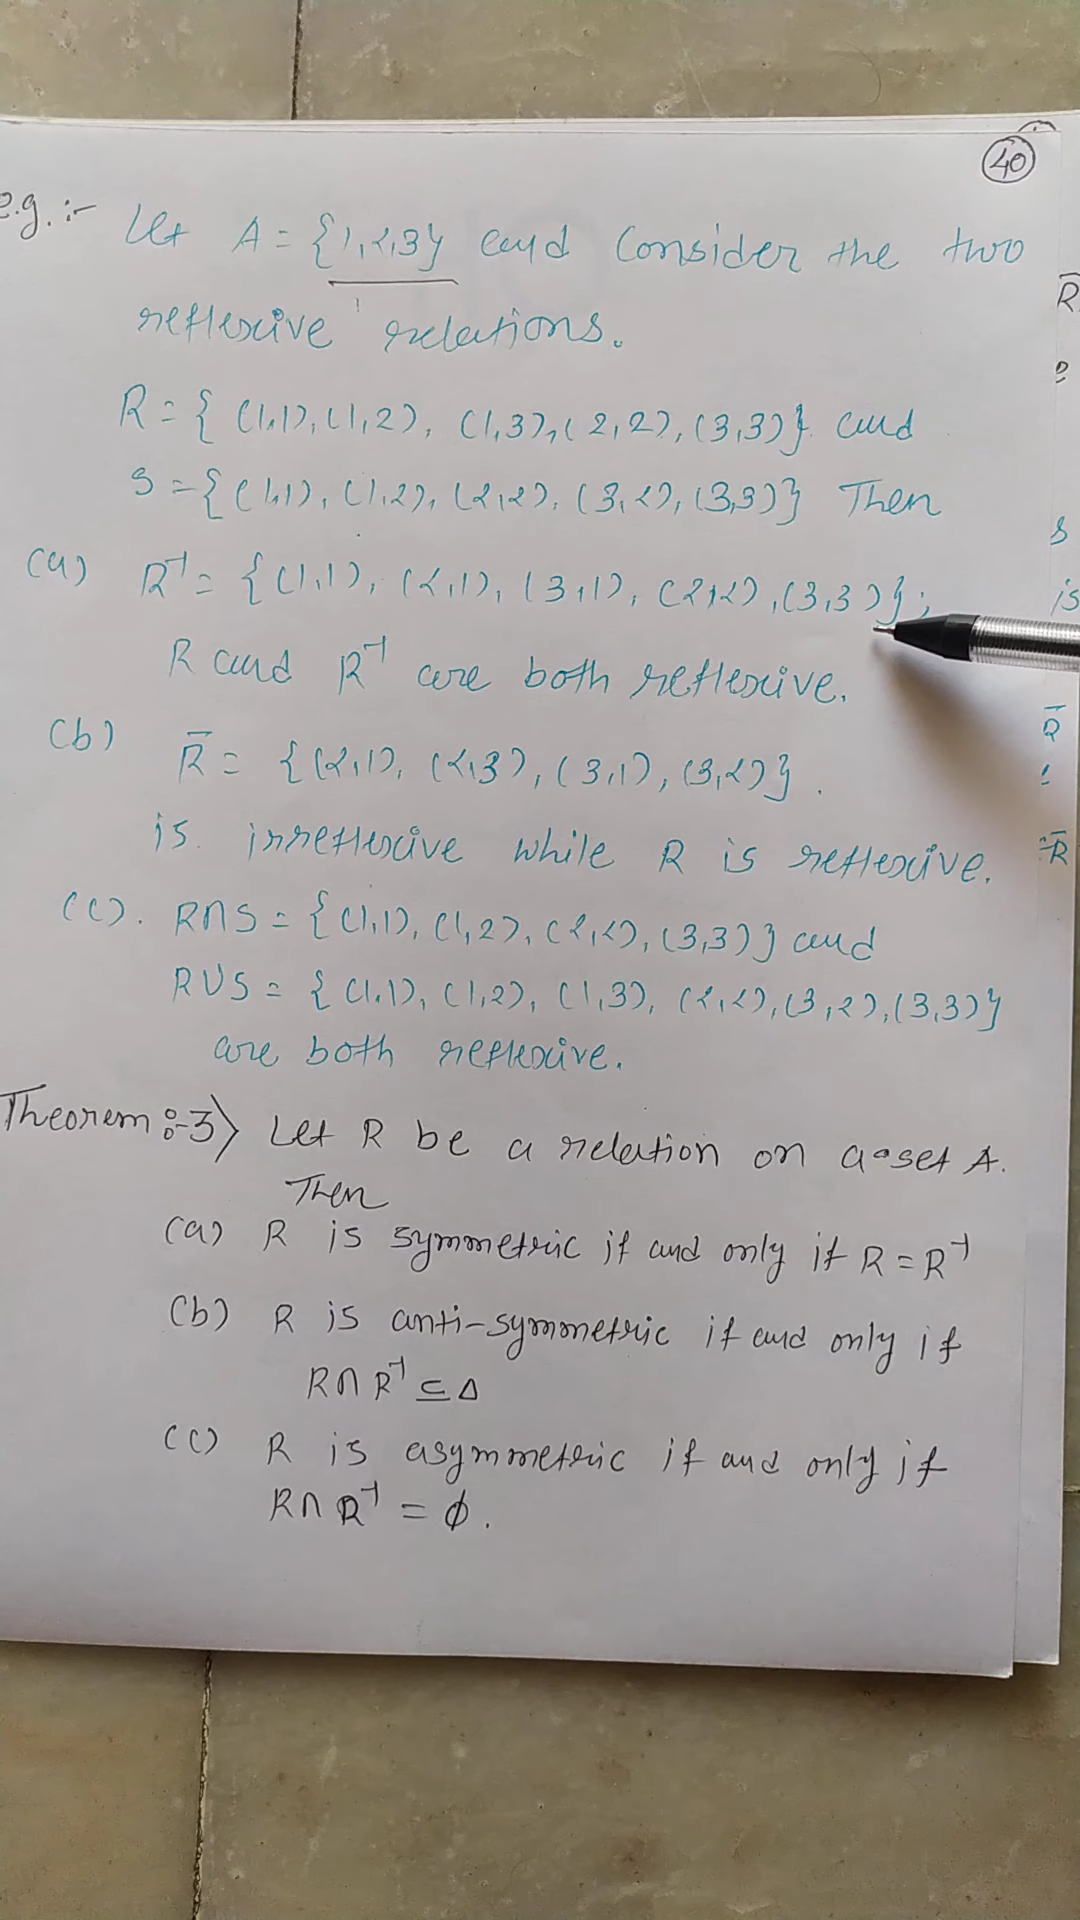 40
e.g. :- Let A = {1,2,3} and Consider the two
reflexive relations.
R = { (1,1), (1,2), (1,3), (2,2), (3,3)} and
S = { (1,1), (1,2), (2,2), (3,2), (3,3)} Then
(a) R⁻¹ = { (1,1), (2,1), (3,1), (2,2), (3,3)};
R and R⁻¹ are both reflexive.
(b) R̅ = { (2,1), (2,3), (3,1), (3,2)}.
is irreflexive while R is reflexive.
(c). R∩S = { (1,1), (1,2), (2,2), (3,3)} and
R∪S = { (1,1), (1,2), (1,3), (2,2), (3,2), (3,3)}
are both reflexive.
Theorem :-3) Let R be a relation on a set A.
Then
(a) R is symmetric if and only if R = R⁻¹
(b) R is anti-symmetric if and only if
R∩R⁻¹ ⊆ Δ
(c) R is asymmetric if and only if
R∩R⁻¹ = ϕ.